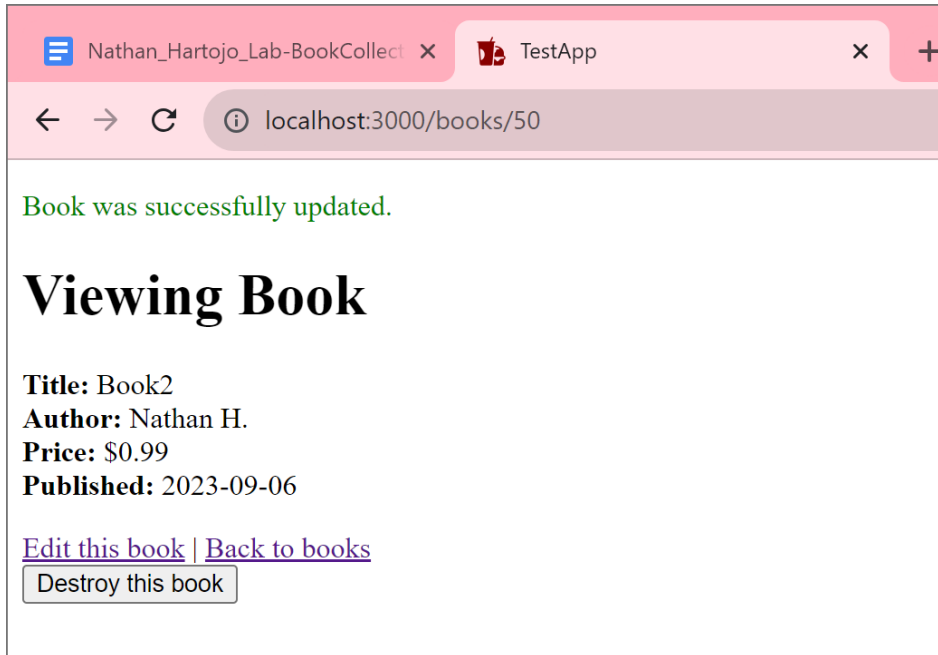 Nathan_Hartojo_Lab-BookCollect TestApp
localhost:3000/books/50
Book was successfully updated.
Viewing Book
Title: Book2
Author: Nathan H.
Price: $0.99
Published: 2023-09-06
Edit this book | Back to books
Destroy this book